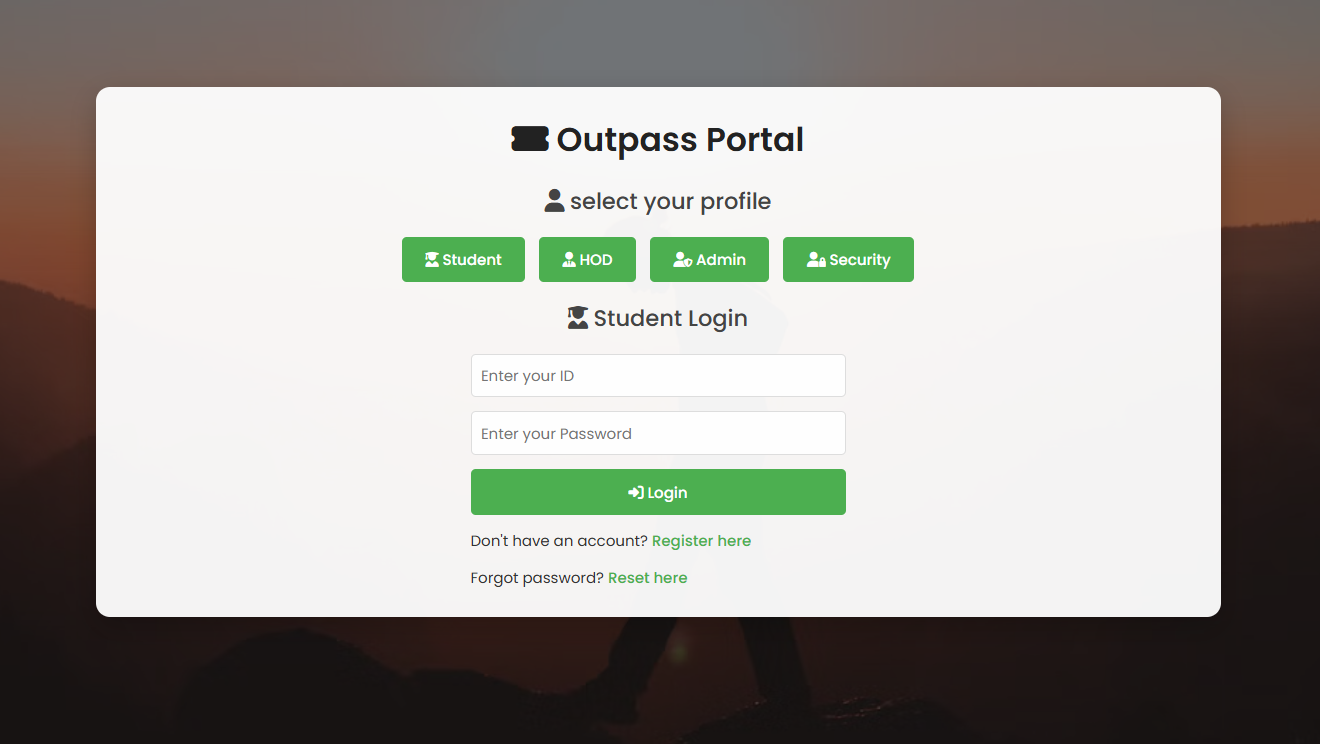 Outpass Portal
select your profile
Student HOD Admin Security
Student Login
Enter your ID
Enter your Password
Login
Don't have an account? Register here
Forgot password? Reset here